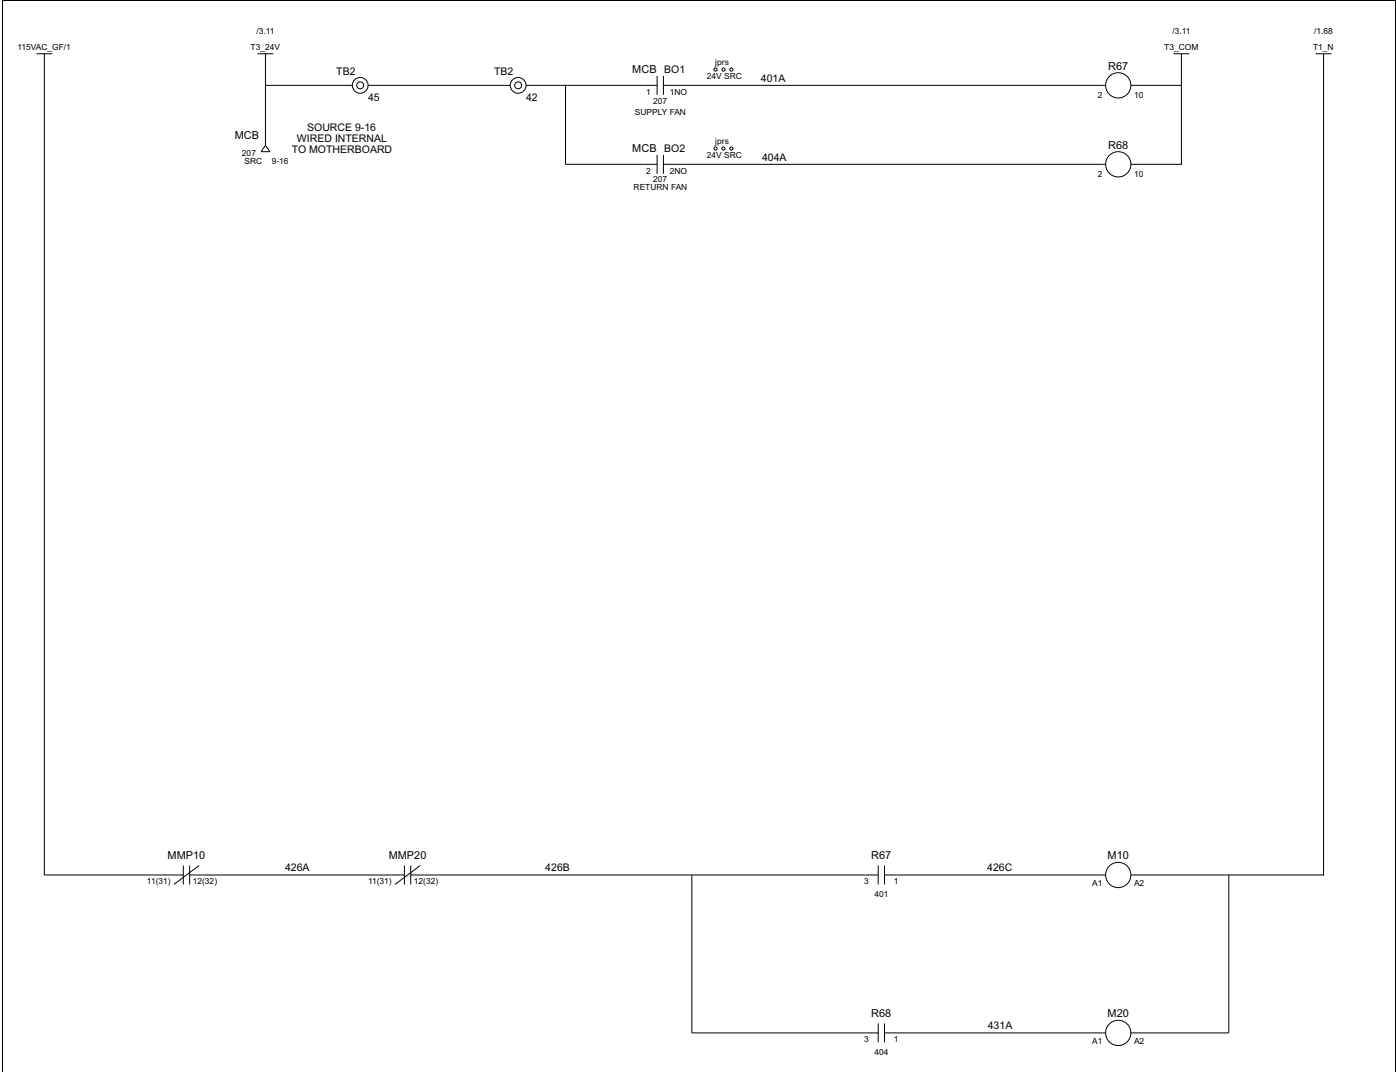 /3.11
/3.11
/1.68
115VAC_GF/1
T3_24V
T3_COM
T1_N
TB2
45
TB2
42
MCB BO1
1 1NO
207
SUPPLY FAN
jprs
24V SRC
401A
R67
2 10
MCB
207
SRC 9-16
SOURCE 9-16
WIRED INTERNAL
TO MOTHERBOARD
MCB BO2
2 2NO
207
RETURN FAN
jprs
24V SRC
404A
R68
2 10
MMP10
11(31) 12(32)
426A
MMP20
11(31) 12(32)
426B
R67
3 1
401
426C
M10
A1 A2
R68
3 1
404
431A
M20
A1 A2